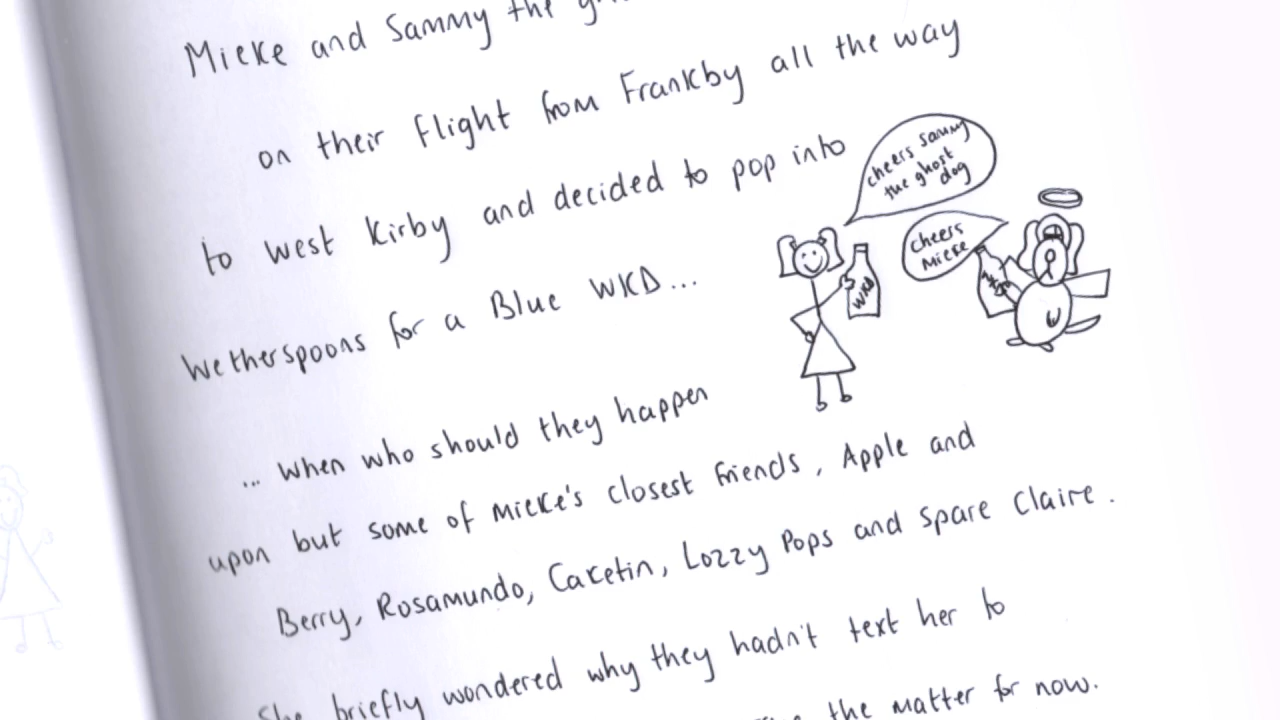 Mieke and Sammy the
on their flight from Frankby all the way
to west Kirby and decided to pop into
Wetherspoons for a Blue WKD...
cheers Sammy
the ghost
dog
cheers
Mieke
WKD
... when who should they happen
upon but some of Mieke's closest friends, Apple and
Berry, Rosamundo, Caketin, Lozzy Pops and spare Claire.
She briefly wondered why they hadn't text her to
the matter for now.